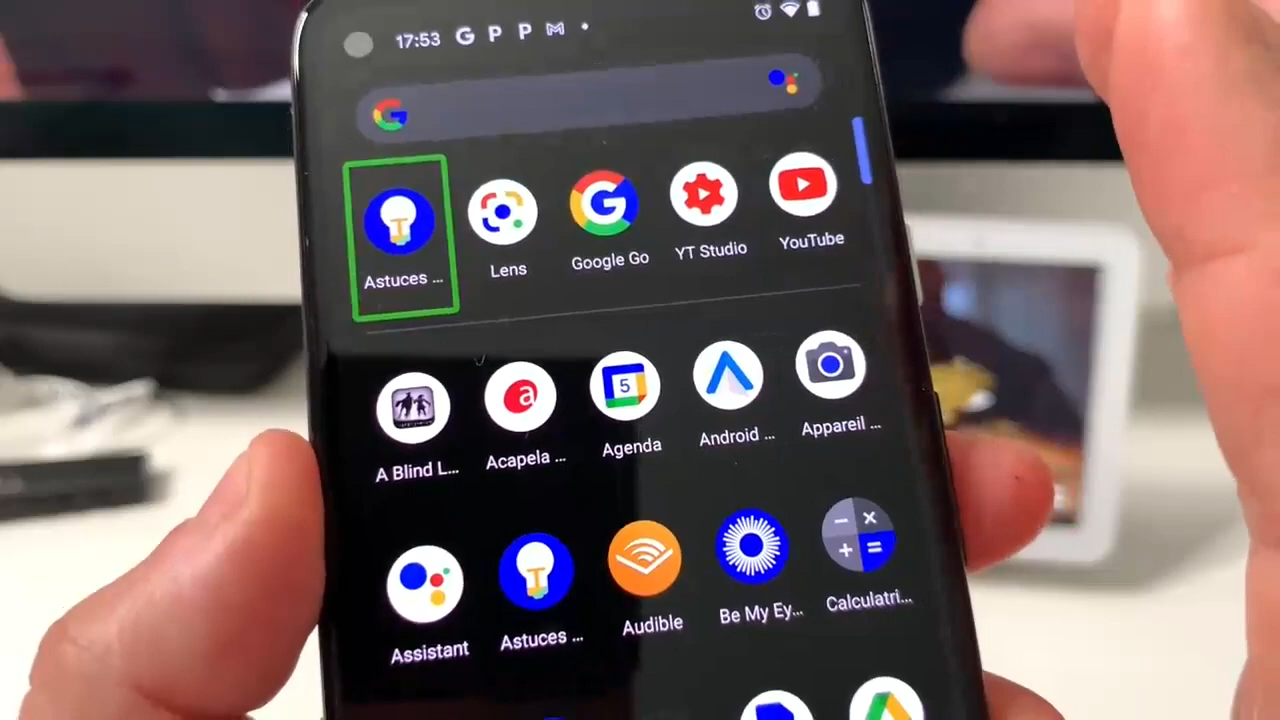 17:53 G P P M
Astuces ... Lens Google Go YT Studio YouTube
A Blind L... Acapela ... Agenda Android ... Appareil ...
Assistant Astuces ... Audible Be My Ey... Calculatri...